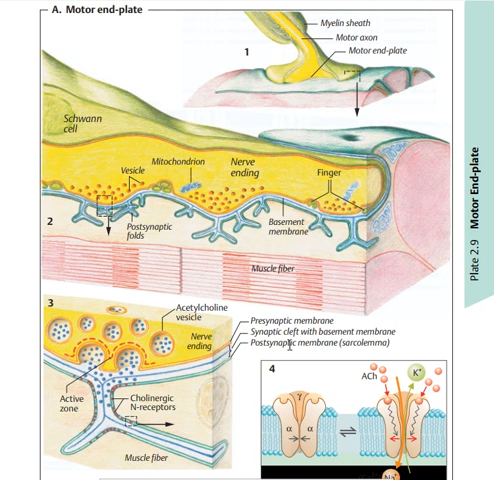 A. Motor end-plate
Myelin sheath
Motor axon
Motor end-plate
1
Schwann
cell
Mitochondrion
Nerve
ending
Vesicle
Finger
2
Postsynaptic
folds
Basement
membrane
Muscle fiber
3
Acetylcholine
vesicle
Nerve
ending
Presynaptic membrane
Synaptic cleft with basement membrane
Postsynaptic membrane (sarcolemma)
Active
zone
Cholinergic
N-receptors
Muscle fiber
4
ACh
K+
γ
α
α
Na+
Plate 2.9 Motor End-plate